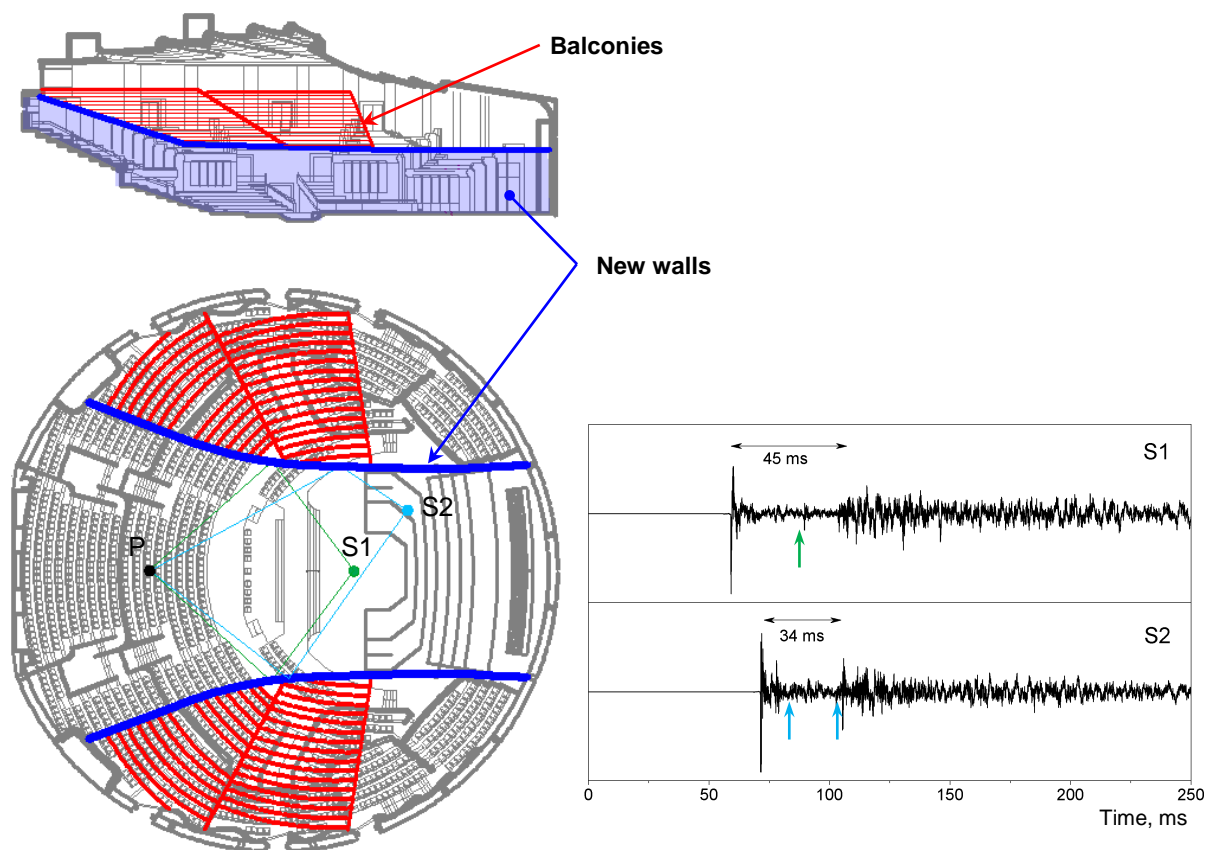 Balconies
New walls
P
S1
S2
45 ms
S1
34 ms
S2
0
50
100
150
200
250
Time, ms